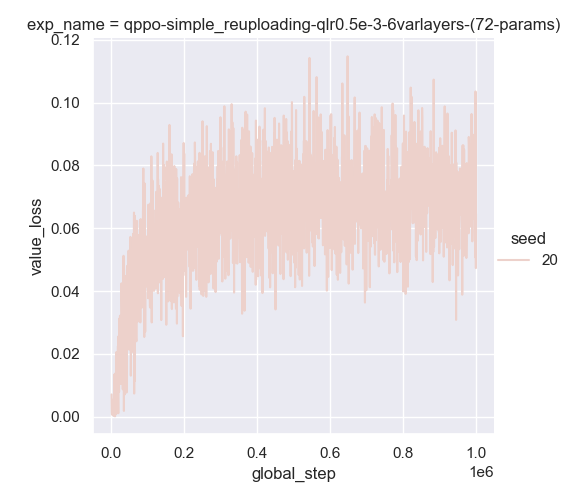 exp_name = qppo-simple_reuploading-qlr0.5e-3-6varlayers-(72-params)
0.12
0.10
0.08
0.06
0.04
0.02
0.00
value_loss
0.0 0.2 0.4 0.6 0.8 1.0
1e6
global_step
seed
20